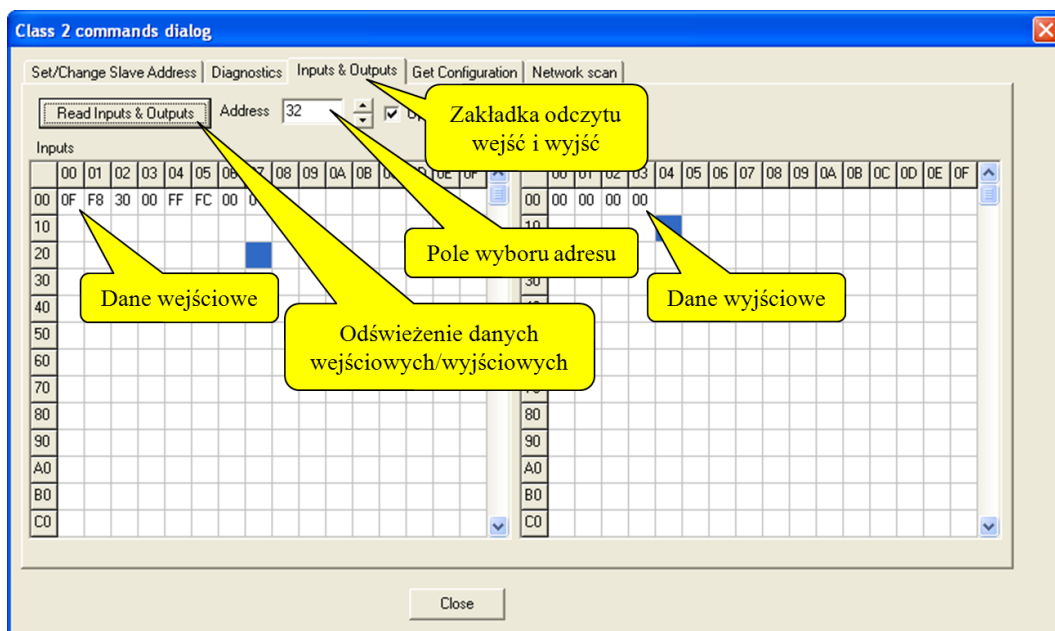 Class 2 commands dialog
Set/Change Slave Address Diagnostics Inputs & Outputs Get Configuration Network scan
Read Inputs & Outputs Address 32
Zakładka odczytu
wejść i wyjść
Inputs
00 01 02 03 04 05 06 07 08 09 0A 0B 0E 0F
00 01 02 03 04 05 06 07 08 09 0A 0B 0C 0D 0E 0F
00 0F F8 30 00 FF FC 00
00 00 00 00 00
10
10
Pole wyboru adresu
20
30
30
Dane wejściowe
Dane wyjściowe
40
50
Odświeżenie danych
wejściowych/wyjściowych
60
70
80
80
90
90
A0
A0
B0
B0
C0
C0
Close